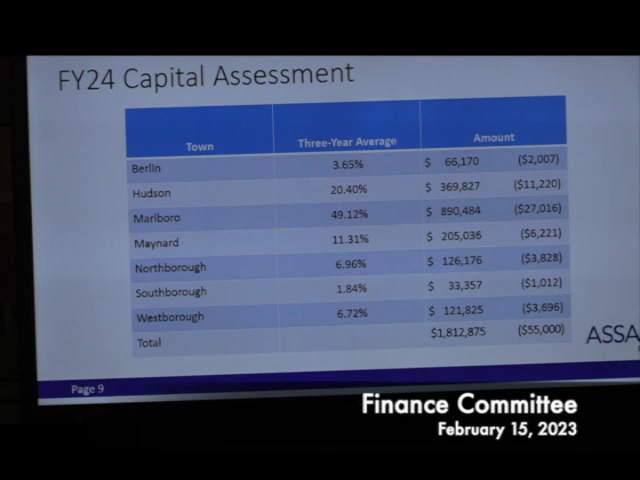 FY24 Capital Assessment
Town Three-Year Average Amount
Berlin 3.65% $ 66,170 ($2,007)
Hudson 20.40% $ 369,827 ($11,220)
Marlboro 49.12% $ 890,484 ($27,016)
Maynard 11.31% $ 205,036 ($6,221)
Northborough 6.96% $ 126,176 ($3,828)
Southborough 1.84% $ 33,357 ($1,012)
Westborough 6.72% $ 121,825 ($3,696)
Total $1,812,875 ($55,000)
ASSA
Page 9
Finance Committee
February 15, 2023